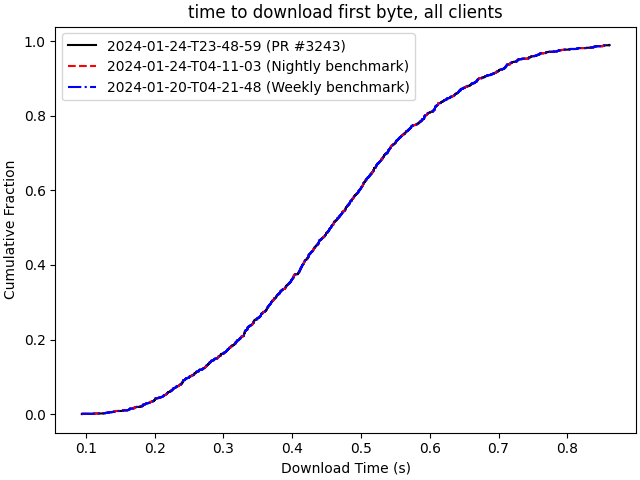 time to download first byte, all clients
2024-01-24-T23-48-59 (PR #3243)
2024-01-24-T04-11-03 (Nightly benchmark)
2024-01-20-T04-21-48 (Weekly benchmark)
Cumulative Fraction
1.0
0.8
0.6
0.4
0.2
0.0
0.1 0.2 0.3 0.4 0.5 0.6 0.7 0.8
Download Time (s)